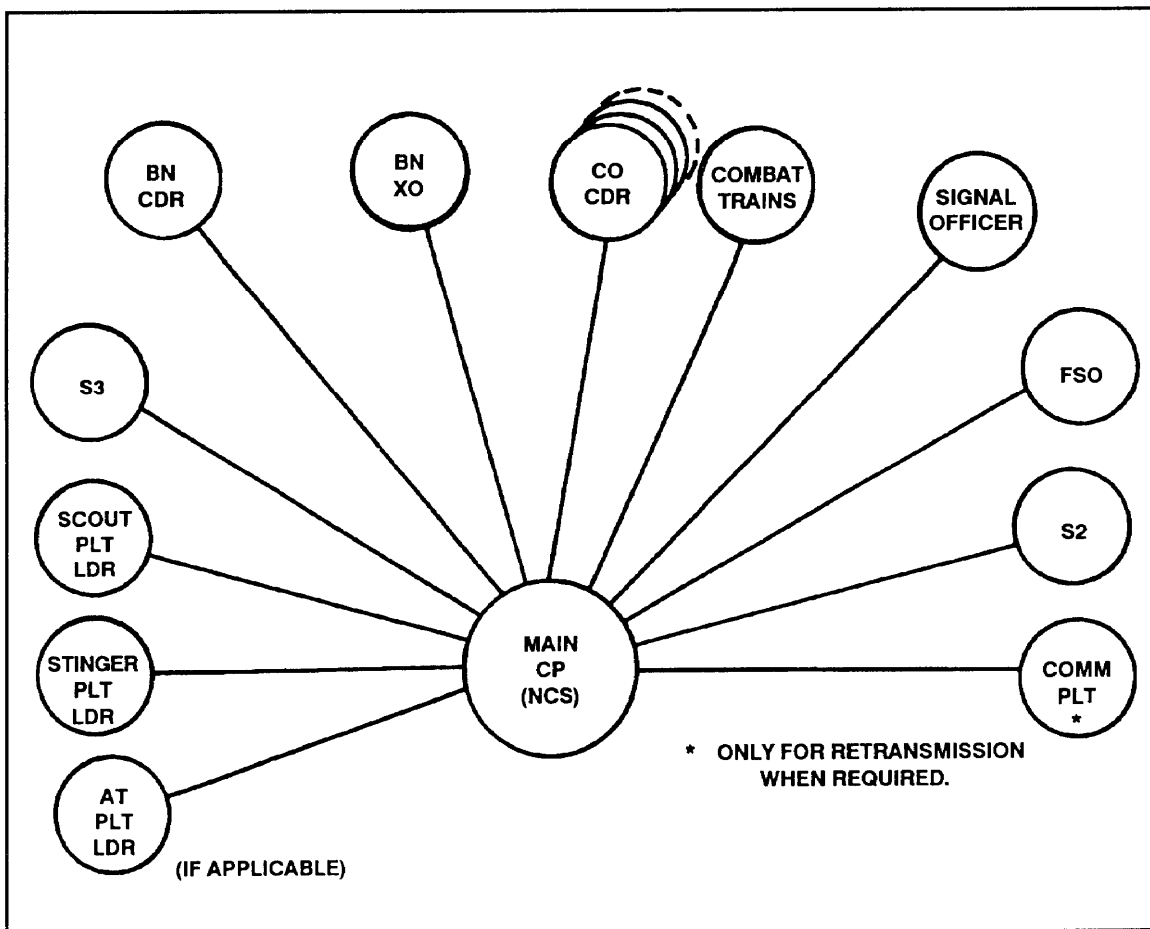 BN
CDR
BN
XO
CO
CDR
COMBAT
TRAINS
SIGNAL
OFFICER
S3
FSO
SCOUT
PLT
LDR
S2
STINGER
PLT
LDR
MAIN
CP
(NCS)
COMM
PLT
*
* ONLY FOR RETRANSMISSION
WHEN REQUIRED.
AT
PLT
LDR
(IF APPLICABLE)